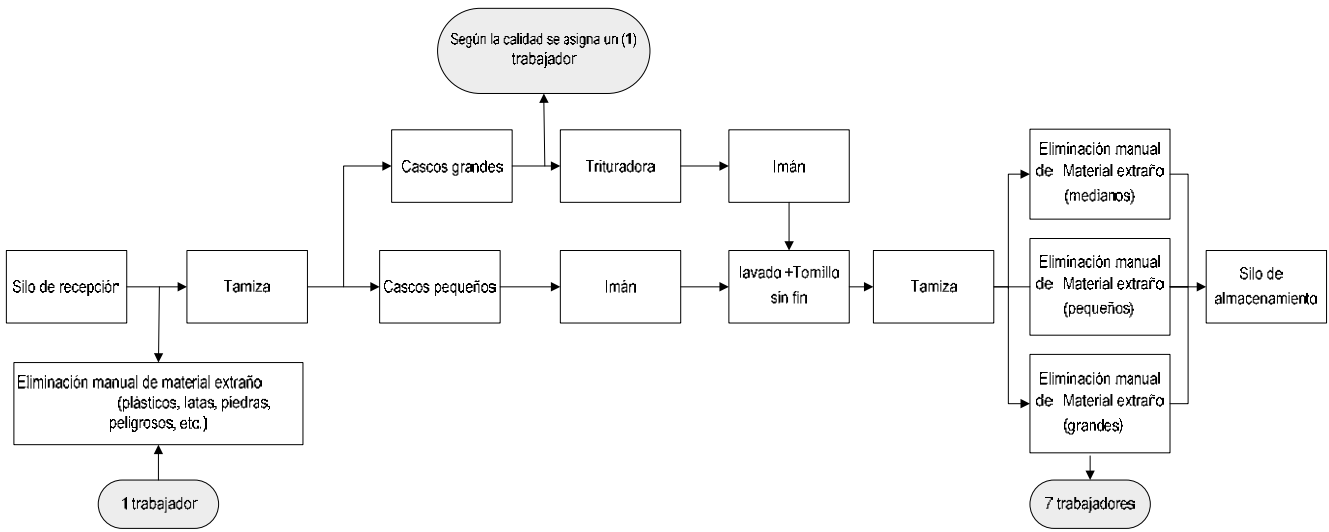 Según la calidad se asigna un (1)
trabajador
Cascos grandes
Trituradora
Imán
Eliminación manual
de Material extraño
(medianos)
Silo de recepción
Tamiza
Cascos pequeños
Imán
lavado +Tornillo
sin fin
Tamiza
Eliminación manual
de Material extraño
(pequeños)
Silo de
almacenamiento
Eliminación manual de material extraño
(plásticos, latas, piedras,
peligrosos, etc.)
Eliminación manual
de Material extraño
(grandes)
1 trabajador
7 trabajadores